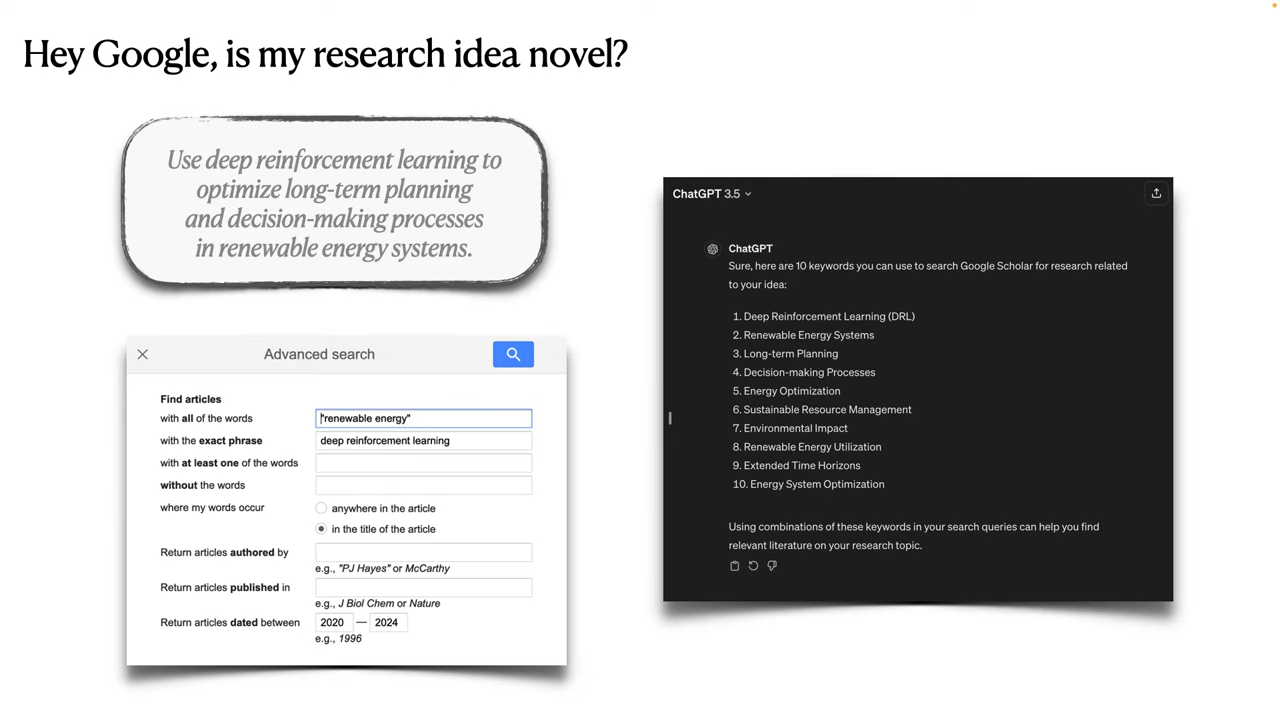 Hey Google, is my research idea novel?
Use deep reinforcement learning to
optimize long-term planning
and decision-making processes
in renewable energy systems.
Advanced search
Find articles
with all of the words "renewable energy"
with the exact phrase deep reinforcement learning
with at least one of the words
without the words
where my words occur anywhere in the article
in the title of the article
Return articles authored by
e.g., "PJ Hayes" or McCarthy
Return articles published in
e.g., J Biol Chem or Nature
Return articles dated between 2020 — 2024
e.g., 1996
ChatGPT 3.5
ChatGPT
Sure, here are 10 keywords you can use to search Google Scholar for research related
to your idea:
1. Deep Reinforcement Learning (DRL)
2. Renewable Energy Systems
3. Long-term Planning
4. Decision-making Processes
5. Energy Optimization
6. Sustainable Resource Management
7. Environmental Impact
8. Renewable Energy Utilization
9. Extended Time Horizons
10. Energy System Optimization
Using combinations of these keywords in your search queries can help you find
relevant literature on your research topic.